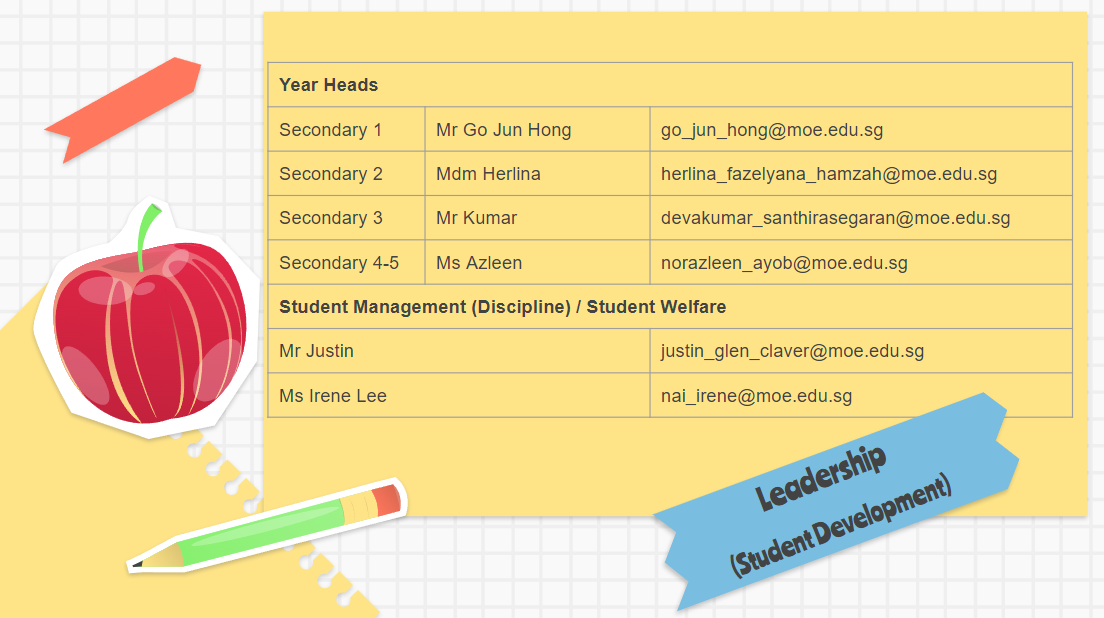 Year Heads
Secondary 1 Mr Go Jun Hong go_jun_hong@moe.edu.sg
Secondary 2 Mdm Herlina herlina_fazelyana_hamzah@moe.edu.sg
Secondary 3 Mr Kumar devakumar_santhirasegaran@moe.edu.sg
Secondary 4-5 Ms Azleen norazleen_ayob@moe.edu.sg
Student Management (Discipline) / Student Welfare
Mr Justin justin_glen_claver@moe.edu.sg
Ms Irene Lee nai_irene@moe.edu.sg
Leadership
(Student Development)